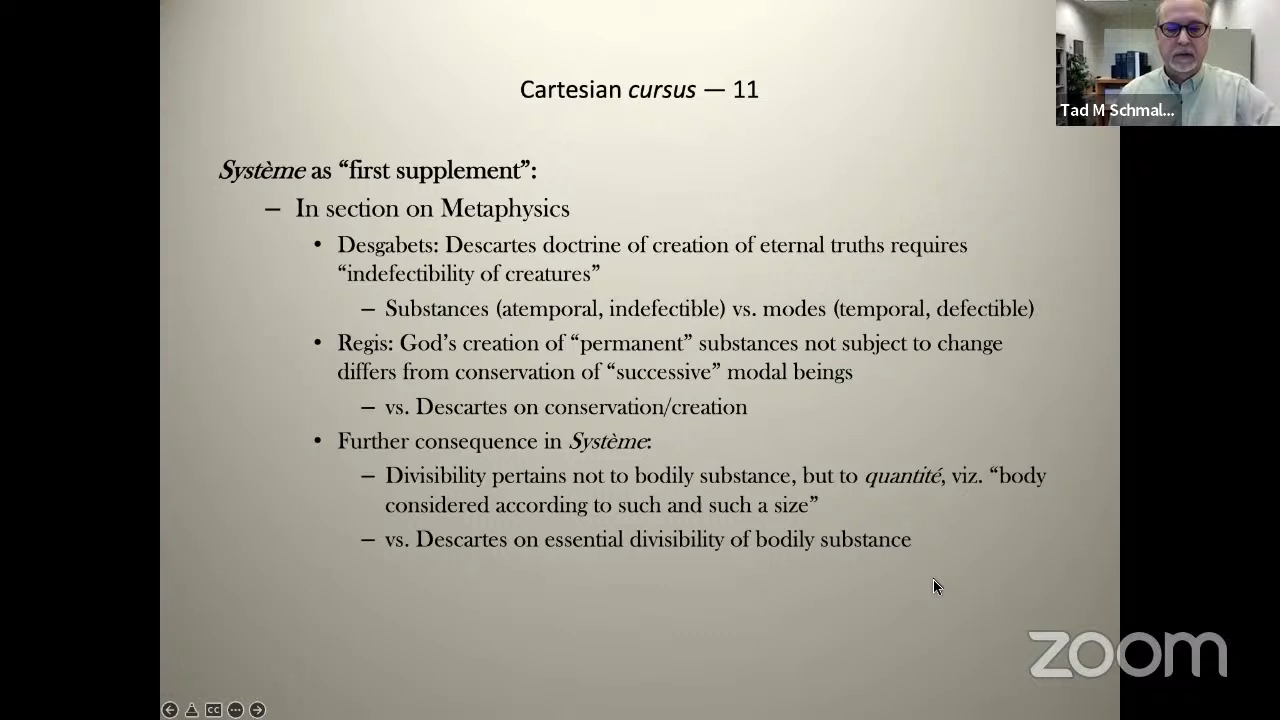 Cartesian cursus — 11
Tad M Schmal...
Système as “first supplement”:
– In section on Metaphysics
• Desgabets: Descartes doctrine of creation of eternal truths requires
“indefectibility of creatures”
– Substances (atemporal, indefectible) vs. modes (temporal, defectible)
• Regis: God’s creation of “permanent” substances not subject to change
differs from conservation of “successive” modal beings
– vs. Descartes on conservation/creation
• Further consequence in Système:
– Divisibility pertains not to bodily substance, but to quantité, viz. “body
considered according to such and such a size”
– vs. Descartes on essential divisibility of bodily substance
zoom
CC